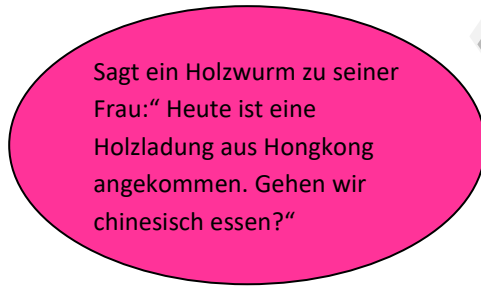 Sagt ein Holzwurm zu seiner
Frau:“ Heute ist eine
Holzladung aus Hongkong
angekommen. Gehen wir
chinesisch essen?“